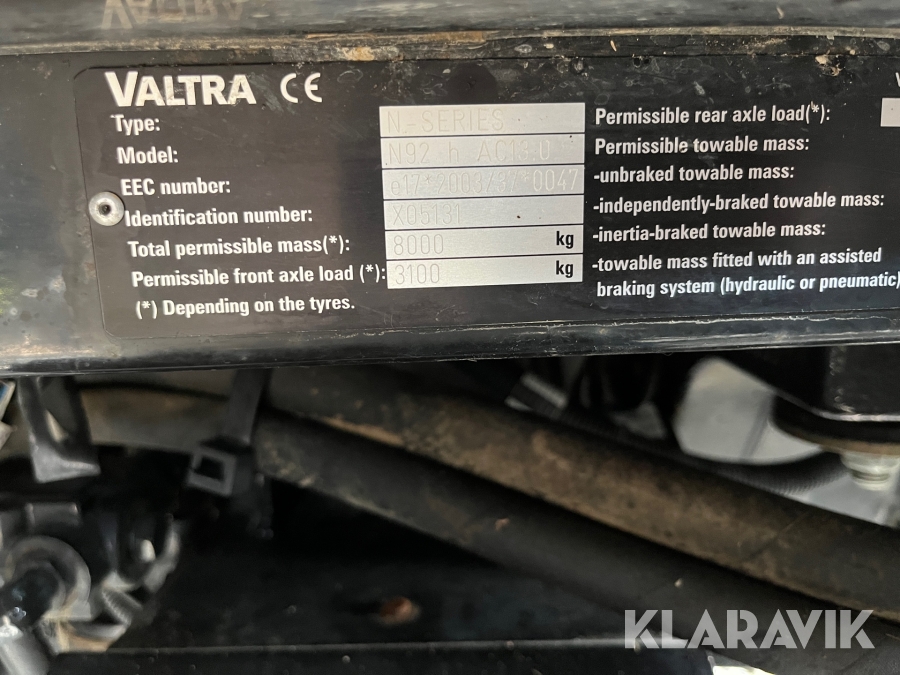 VALTRA CE
Type: N.-SERIES
Model: N92 -h AC13.0
EEC number: e17*2003/37*0047
Identification number: X05131
Total permissible mass(*): 8000 kg
Permissible front axle load (*): 3100 kg
(*) Depending on the tyres.
Permissible rear axle load(*):
Permissible towable mass:
-unbraked towable mass:
-independently-braked towable mass:
-inertia-braked towable mass:
-towable mass fitted with an assisted
braking system (hydraulic or pneumatic)
KLARAVIK